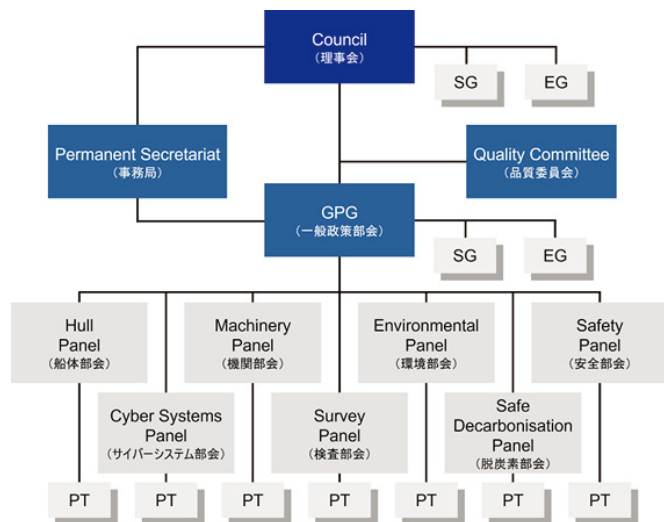 Council
(理事会)
SG
EG
Permanent Secretariat
(事務局)
Quality Committee
(品質委員会)
GPG
(一般政策部会)
SG
EG
Hull
Panel
(船体部会)
Machinery
Panel
(機関部会)
Environmental
Panel
(環境部会)
Safety
Panel
(安全部会)
Cyber Systems
Panel
(サイバーシステム部会)
Survey
Panel
(検査部会)
Safe
Decarbonisation
Panel
(脱炭素部会)
PT
PT
PT
PT
PT
PT
PT